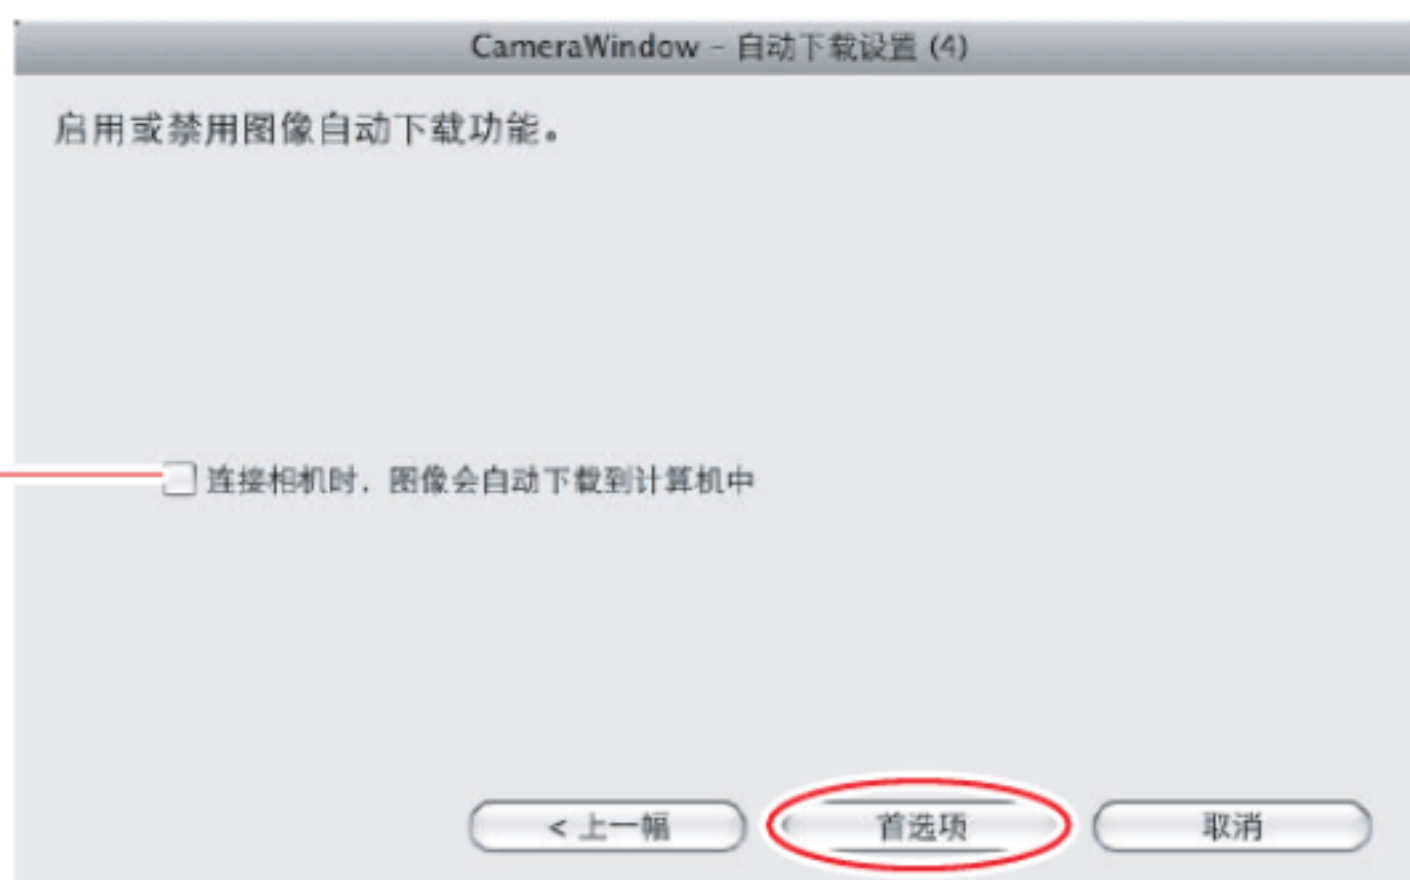 CameraWindow - 自动下载设置 (4)
启用或禁用图像自动下载功能。
连接相机时，图像会自动下载到计算机中
< 上一幅
首选项
取消